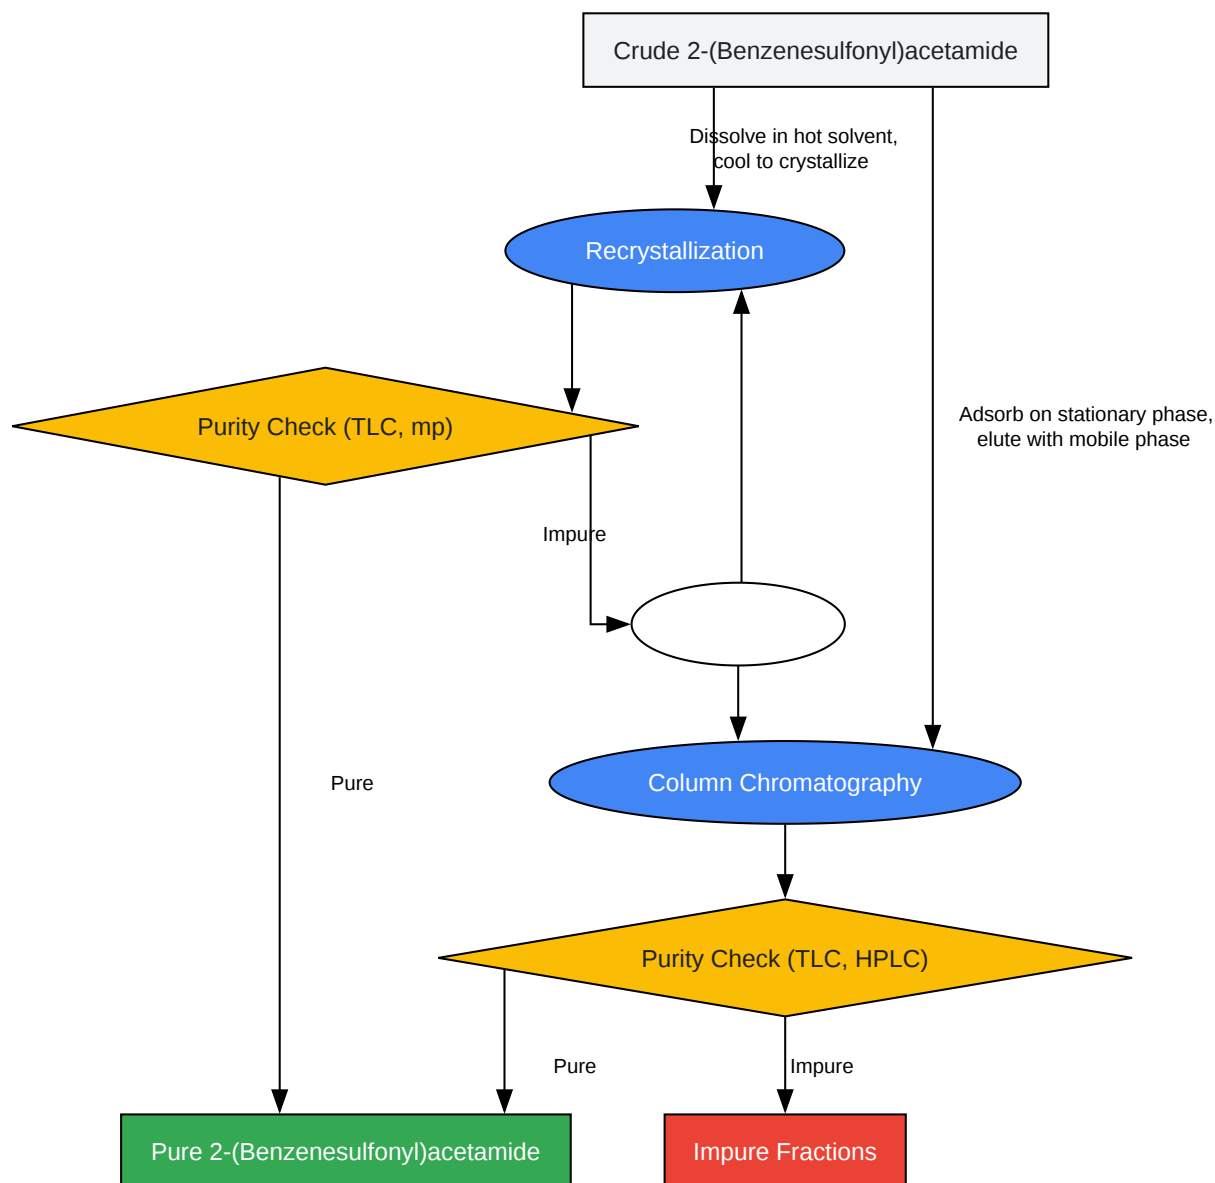 Crude 2-(Benzenesulfonyl)acetamide
Dissolve in hot solvent,
cool to crystallize
Recrystallization
Adsorb on stationary phase,
elute with mobile phase
Purity Check (TLC, mp)
Impure
Pure
Column Chromatography
Purity Check (TLC, HPLC)
Pure
Impure
Pure 2-(Benzenesulfonyl)acetamide
Impure Fractions